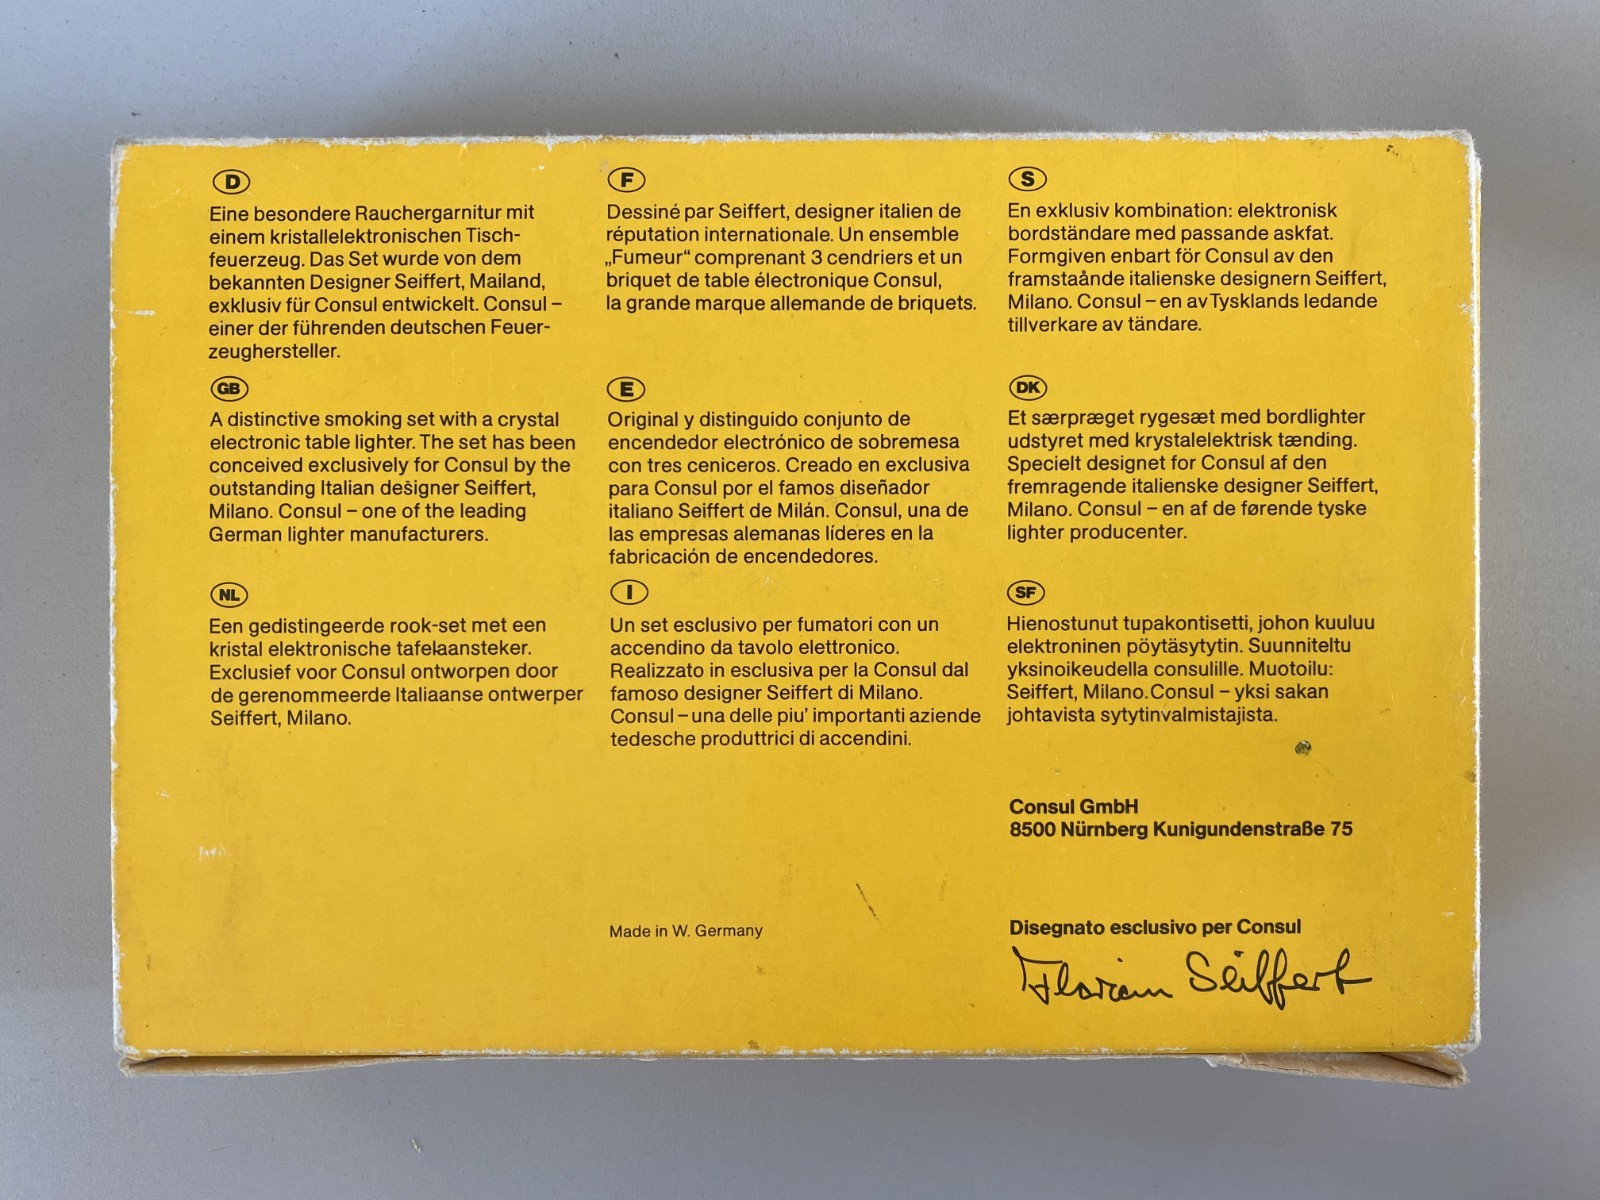 D
Eine besondere Rauchergarnitur mit
einem kristallelektronischen Tisch-
feuerzeug. Das Set wurde von dem
bekannten Designer Seiffert, Mailand,
exklusiv für Consul entwickelt. Consul –
einer der führenden deutschen Feuer-
zeughersteller.
GB
A distinctive smoking set with a crystal
electronic table lighter. The set has been
conceived exclusively for Consul by the
outstanding Italian designer Seiffert,
Milano. Consul – one of the leading
German lighter manufacturers.
NL
Een gedistingeerde rook-set met een
kristal elektronische tafelaansteker.
Exclusief voor Consul ontworpen door
de gerenommeerde Italiaanse ontwerper
Seiffert, Milano.
F
Dessiné par Seiffert, designer italien de
réputation internationale. Un ensemble
„Fumeur“ comprenant 3 cendriers et un
briquet de table électronique Consul,
la grande marque allemande de briquets.
E
Original y distinguido conjunto de
encendedor electrónico de sobremesa
con tres ceniceros. Creado en exclusiva
para Consul por el famos diseñador
italiano Seiffert de Milán. Consul, una de
las empresas alemanas líderes en la
fabricación de encendedores.
I
Un set esclusivo per fumatori con un
accendino da tavolo elettronico.
Realizzato in esclusiva per la Consul dal
famoso designer Seiffert di Milano.
Consul – una delle piu' importanti aziende
tedesche produttrici di accendini.
Made in W. Germany
S
En exklusiv kombination: elektronisk
bordständare med passande askfat.
Formgiven enbart för Consul av den
framstaånde italienske designern Seiffert,
Milano. Consul – en av Tysklands ledande
tillverkare av tändare.
DK
Et særpræget rygesæt med bordlighter
udstyret med krystalelektrisk tænding.
Specielt designet for Consul af den
fremragende italienske designer Seiffert,
Milano. Consul – en af de førende tyske
lighter producenter.
SF
Hienostunut tupakontisetti, johon kuuluu
elektroninen pöytäsytytin. Suunniteltu
yksinoikeudella consulille. Muotoilu:
Seiffert, Milano. Consul – yksi sakan
johtavista sytytinvalmistajista.
Consul GmbH
8500 Nürnberg Kunigundenstraße 75
Disegnato esclusivo per Consul
Florian Seiffert